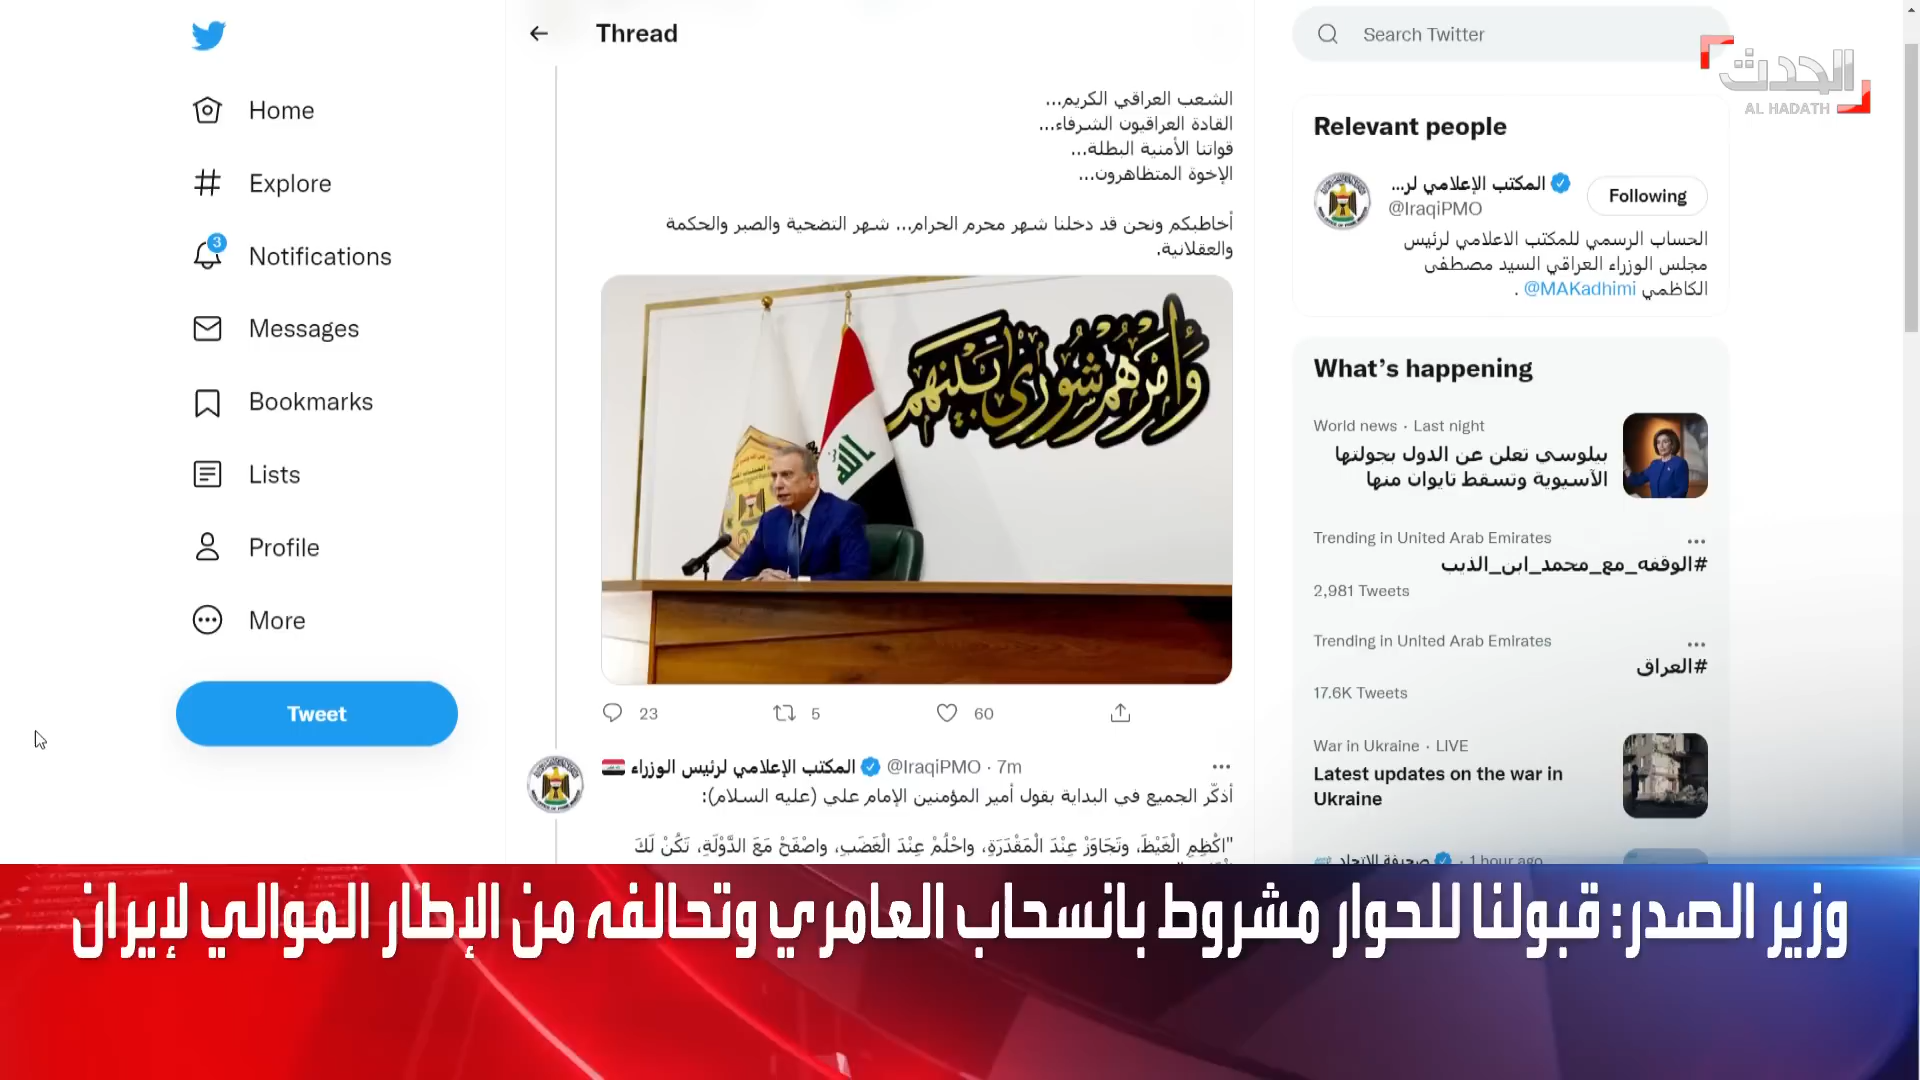 Thread
Home
Explore
3
Notifications
Messages
Bookmarks
Lists
Profile
More
Tweet
الشعب العراقي الكريم...
القادة العراقيون الشرفاء...
قواتنا الأمنية البطلة...
الإخوة المتظاهرون...
أخاطبكم ونحن قد دخلنا شهر محرم الحرام... شهر التضحية والصبر والحكمة
والعقلانية.
وأمرهم شورى بينهم
الله
23
5
60
المكتب الإعلامي لرئيس الوزراء @IraqiPMO · 7m
أذكّر الجميع في البداية بقول أمير المؤمنين الإمام علي (عليه السلام):
"اكْظِمِ الْغَيْظَ، وتَجَاوَزْ عِنْدَ الْمَقْدَرَةِ، واحْلُمْ عِنْدَ الْغَضَبِ، واصْفَحْ مَعَ الدَّوْلَةِ، تَكُنْ لَكَ
Search Twitter
الحدث
AL HADATH
Relevant people
المكتب الإعلامي لر...
@IraqiPMO
Following
الحساب الرسمي للمكتب الاعلامي لرئيس
مجلس الوزراء العراقي السيد مصطفى
الكاظمي @MAKadhimi .
What's happening
World news · Last night
بيلوسي تعلن عن الدول بجولتها
الآسيوية وتسقط تايوان منها
Trending in United Arab Emirates
#الوقفه_مع_محمد_ابن_الذيب
2,981 Tweets
Trending in United Arab Emirates
#العراق
17.6K Tweets
War in Ukraine · LIVE
Latest updates on the war in
Ukraine
صحيفة الاتحاد · 1 hour ago
وزير الصدر: قبولنا للحوار مشروط بانسحاب العامري وتحالفه من الإطار الموالي لإيران